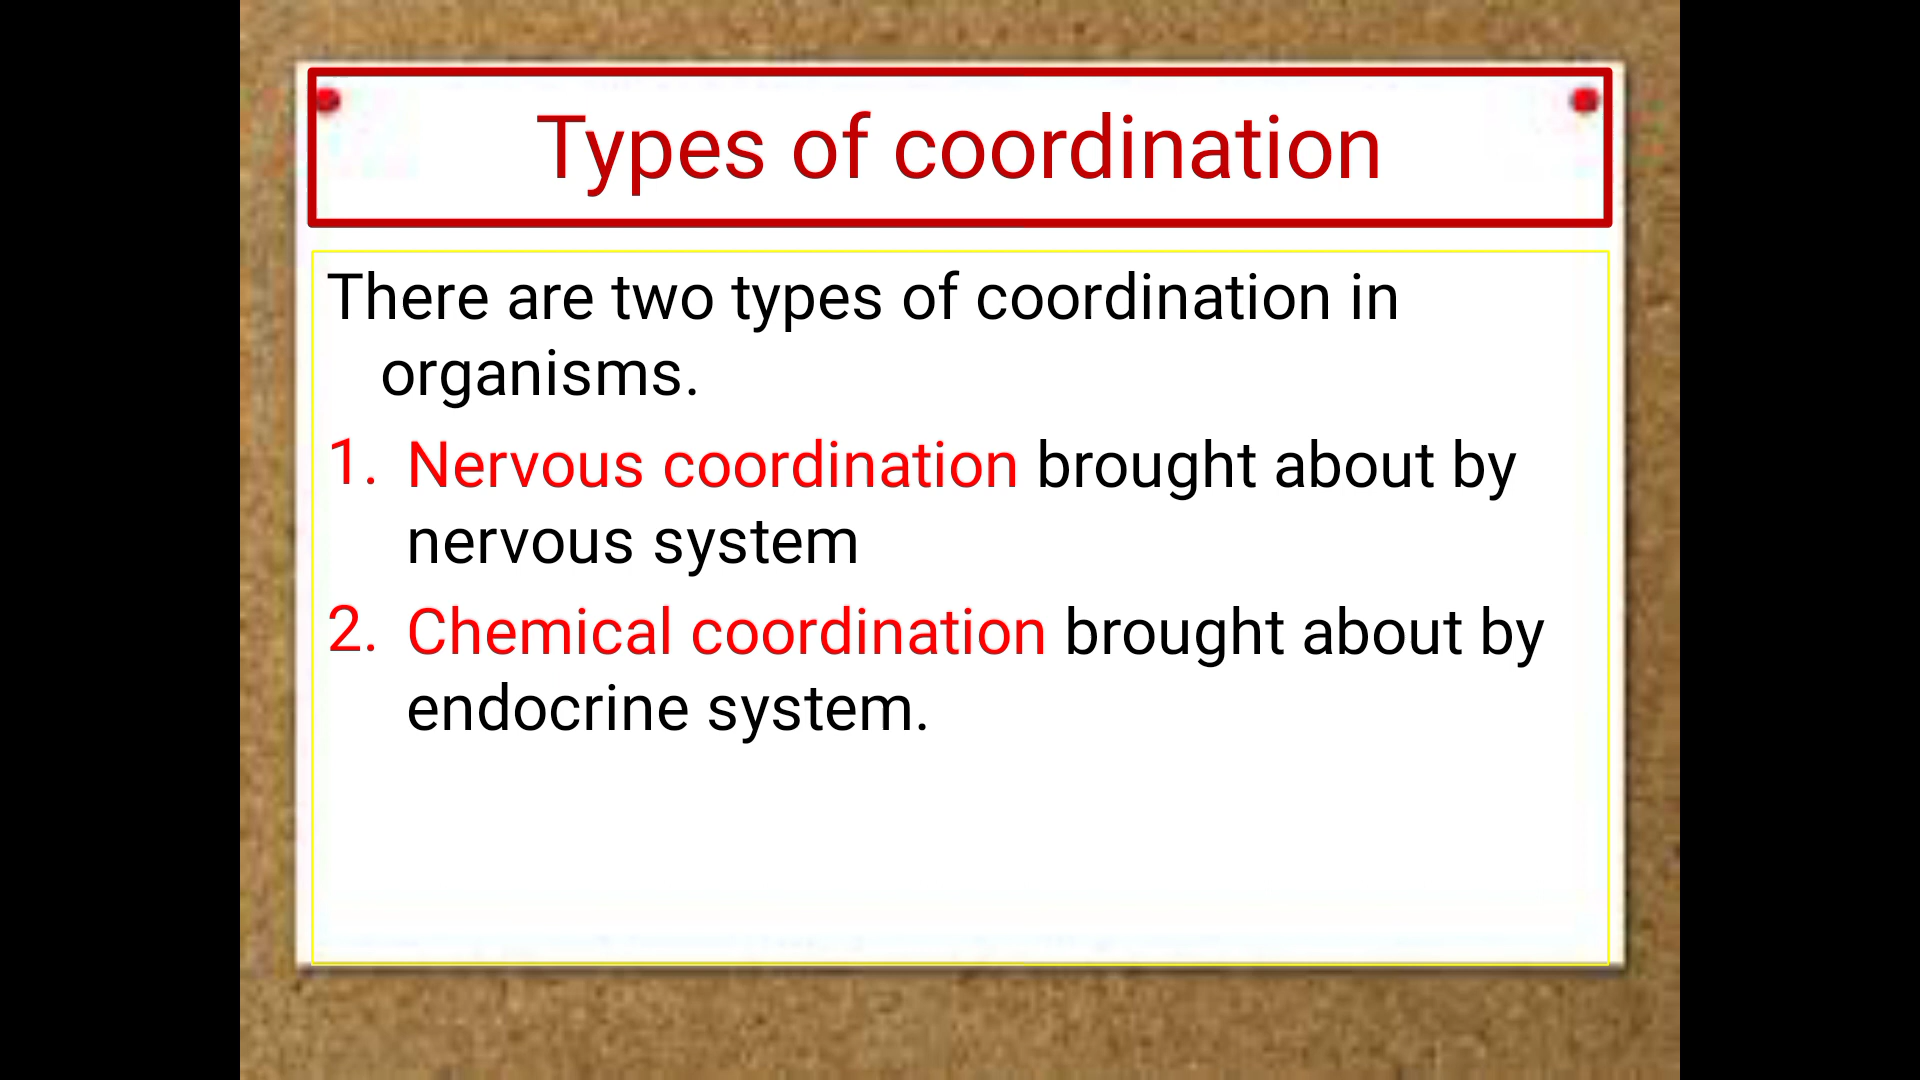 Types of coordination
There are two types of coordination in
organisms.
1. Nervous coordination brought about by
nervous system
2. Chemical coordination brought about by
endocrine system.